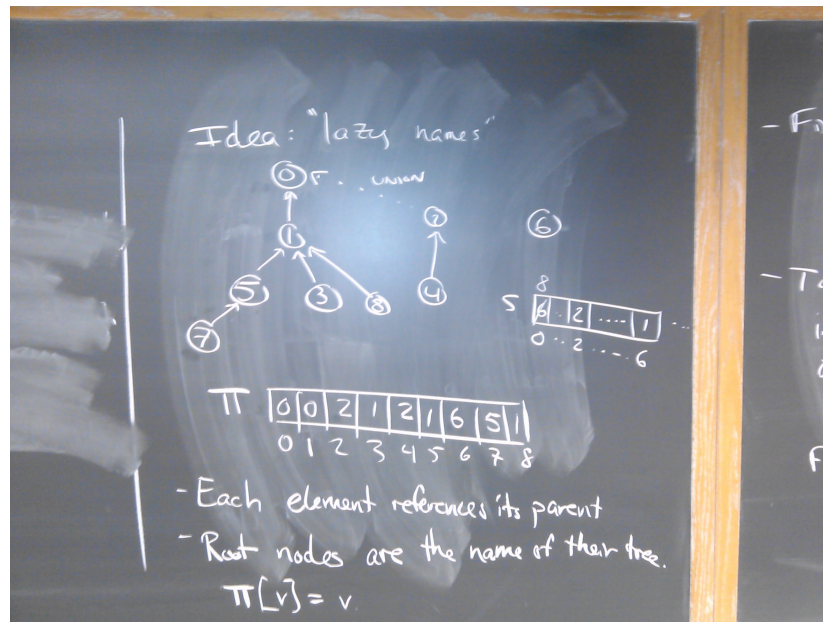 Idea: "lazy names"
0 UNION
2
6
1
5 3 8 4
7
8
S 6 .. 2 .... 1 ...
0 .. 2 .... 6
π 0 0 2 1 2 1 6 5 1
0 1 2 3 4 5 6 7 8
- Each element references its parent
- Root nodes are the name of their tree.
π[v] = v
- F
- T
F